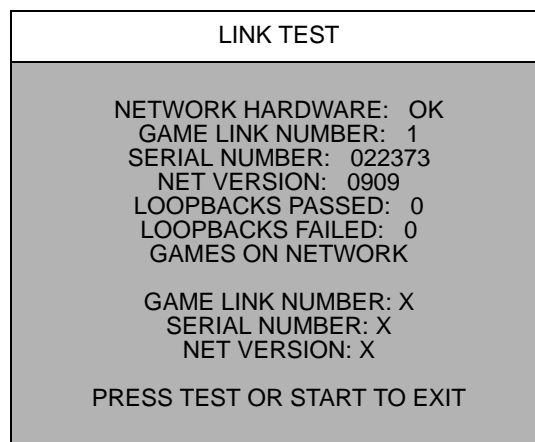 LINK TEST
NETWORK HARDWARE: OK
GAME LINK NUMBER: 1
SERIAL NUMBER: 022373
NET VERSION: 0909
LOOPBACKS PASSED: 0
LOOPBACKS FAILED: 0
GAMES ON NETWORK
GAME LINK NUMBER: X
SERIAL NUMBER: X
NET VERSION: X
PRESS TEST OR START TO EXIT